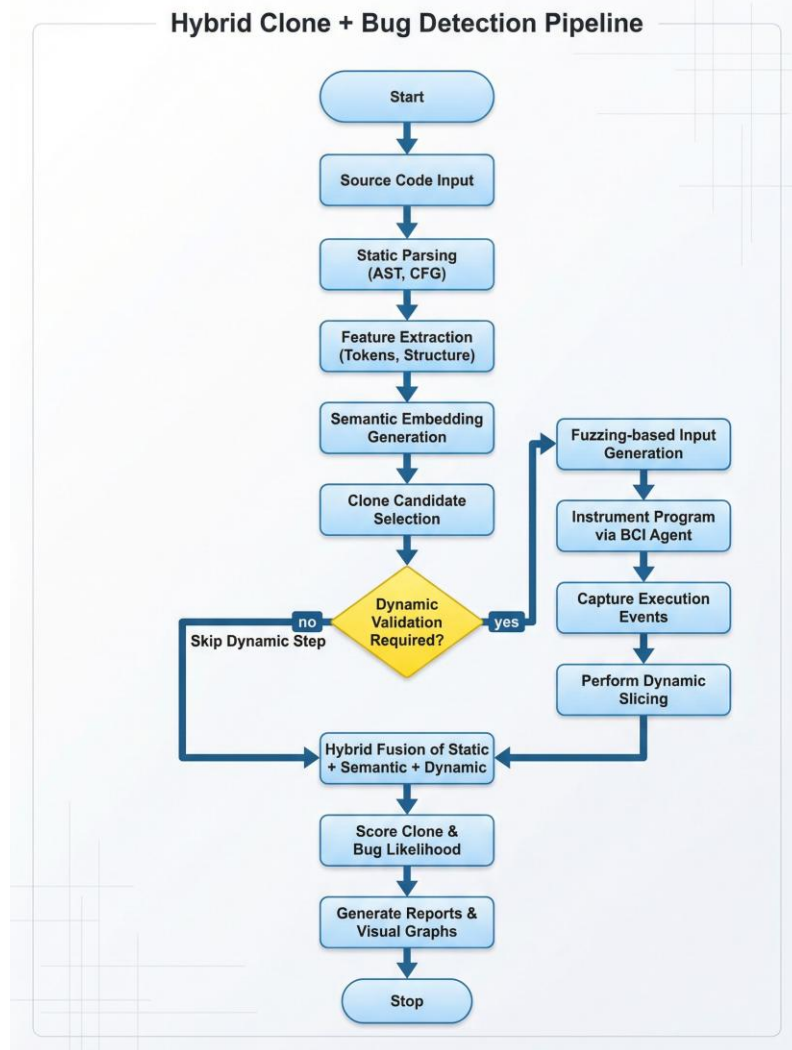 Hybrid Clone + Bug Detection Pipeline
Start
Source Code Input
Static Parsing
(AST, CFG)
Feature Extraction
(Tokens, Structure)
Semantic Embedding
Generation
Clone Candidate
Selection
Dynamic
Validation
Required?
no
Skip Dynamic Step
yes
Fuzzing-based Input
Generation
Instrument Program
via BCI Agent
Capture Execution
Events
Perform Dynamic
Slicing
Hybrid Fusion of Static
+ Semantic + Dynamic
Score Clone &
Bug Likelihood
Generate Reports &
Visual Graphs
Stop